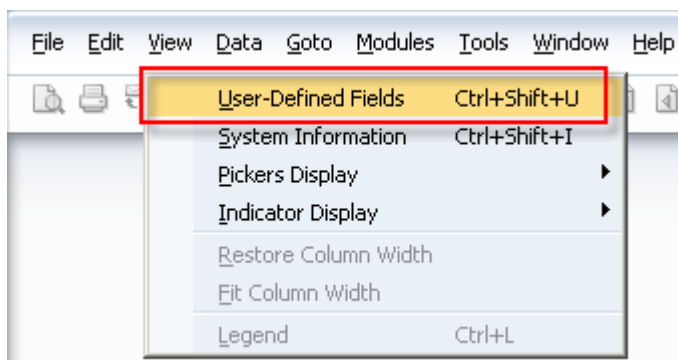 File Edit View Data Goto Modules Tools Window Help
User-Defined Fields Ctrl+Shift+U
System Information Ctrl+Shift+I
Pickers Display
Indicator Display
Restore Column Width
Fit Column Width
Legend Ctrl+L